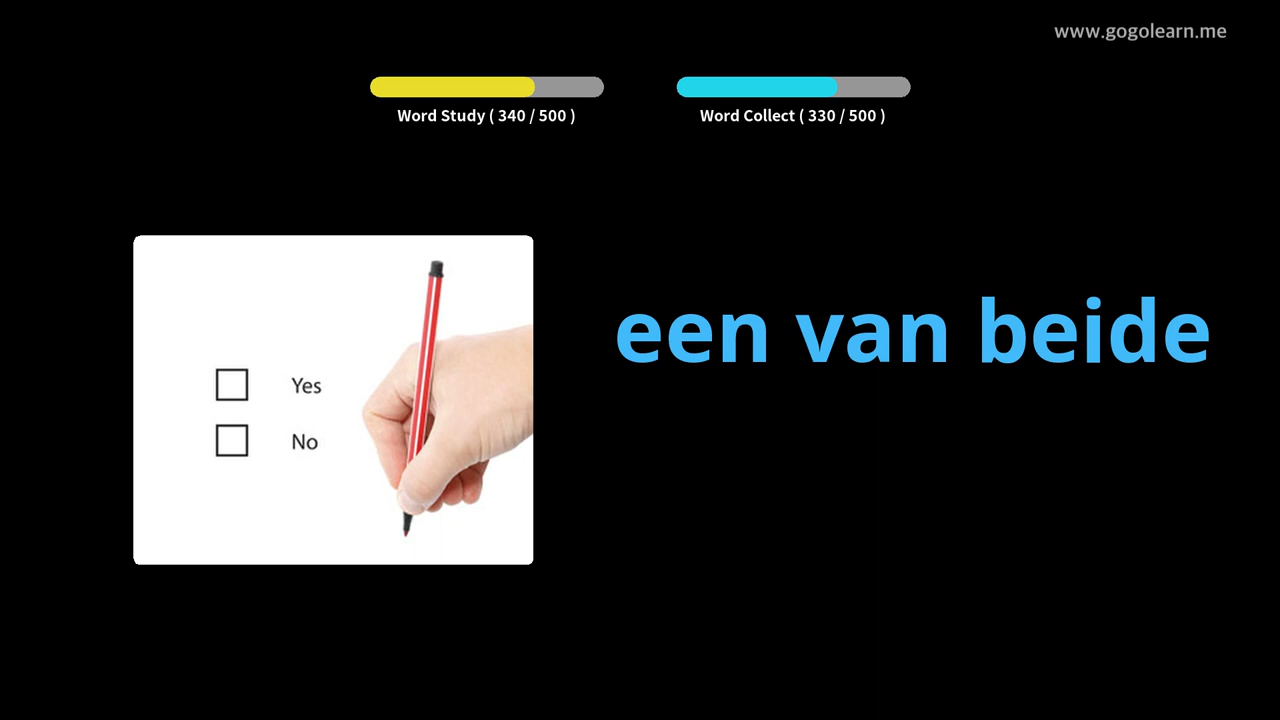 www.gogolearn.me
Word Study ( 340 / 500 )
Word Collect ( 330 / 500 )
Yes
No
een van beide